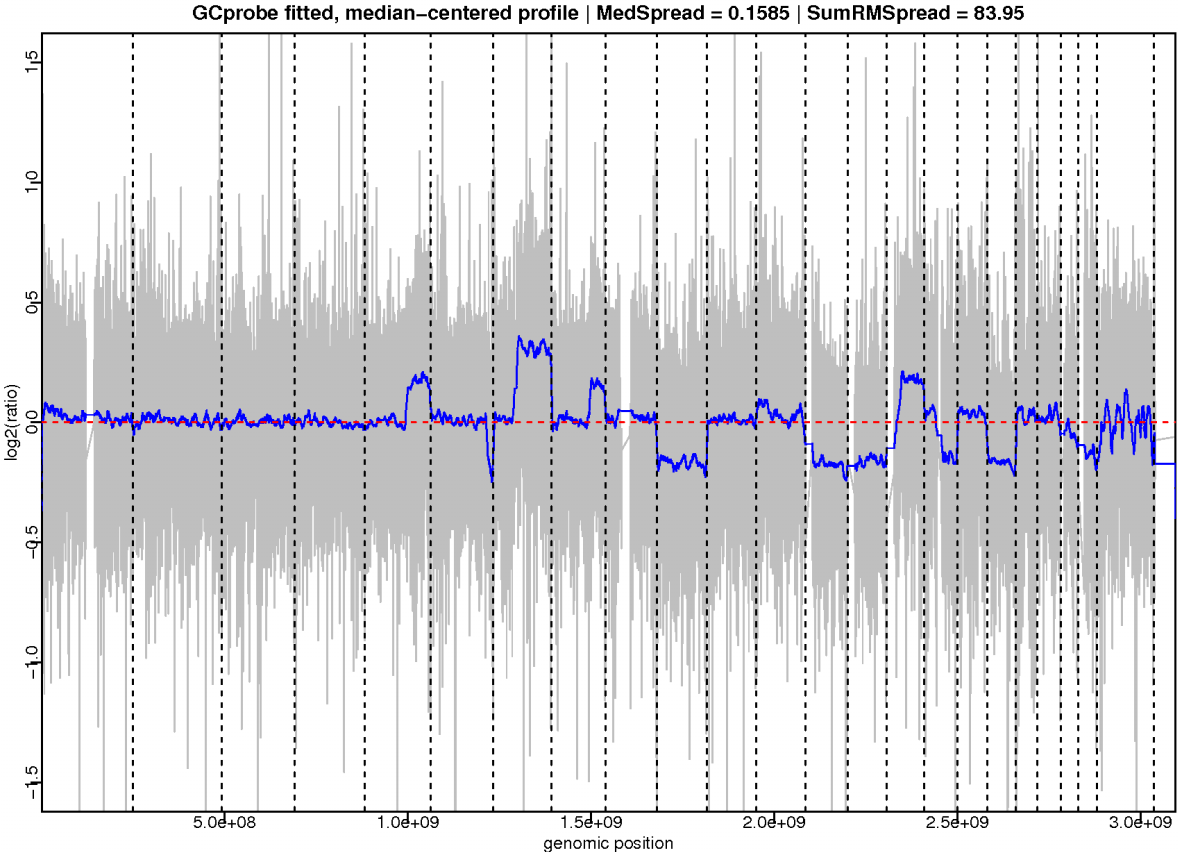 GCprobe fitted, median−centered profile | MedSpread = 0.1585 | SumRMSpread = 83.95
1.5
1.0
0.5
0.0
−0.5
−1.0
−1.5
log2(ratio)
5.0e+08 1.0e+09 1.5e+09 2.0e+09 2.5e+09 3.0e+09
genomic position